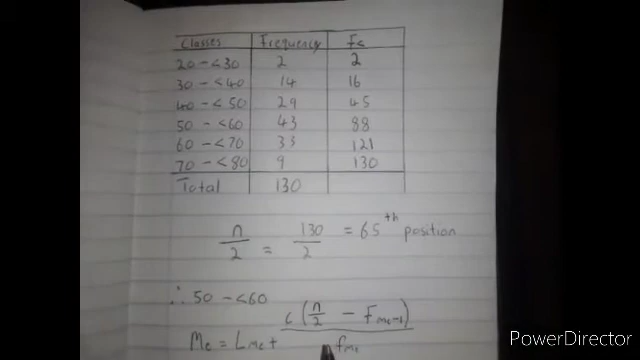 Classes Frequency Fc
20 - <30 2 2
30 - <40 14 16
40 - <50 29 45
50 - <60 43 88
60 - <70 33 121
70 - <80 9 130
Total 130
n/2 = 130/2 = 65th position
∴ 50 - <60
Me = Lme + c(n/2 - Fme-1)/fme
PowerDirector